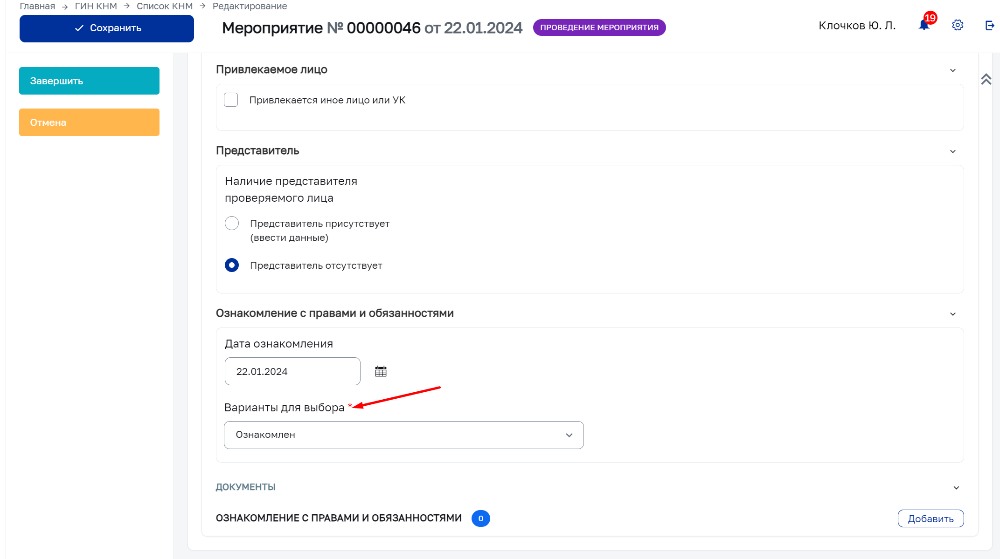 Главная → ГИН КНМ → Список КНМ → Редактирование
Сохранить
Мероприятие № 00000046 от 22.01.2024
ПРОВЕДЕНИЕ МЕРОПРИЯТИЯ
Клочков Ю. Л.
19
Завершить
Отмена
Привлекаемое лицо
Привлекается иное лицо или УК
Представитель
Наличие представителя
проверяемого лица
Представитель присутствует
(ввести данные)
Представитель отсутствует
Ознакомление с правами и обязанностями
Дата ознакомления
22.01.2024
Варианты для выбора *
Ознакомлен
ДОКУМЕНТЫ
ОЗНАКОМЛЕНИЕ С ПРАВАМИ И ОБЯЗАННОСТЯМИ 0
Добавить